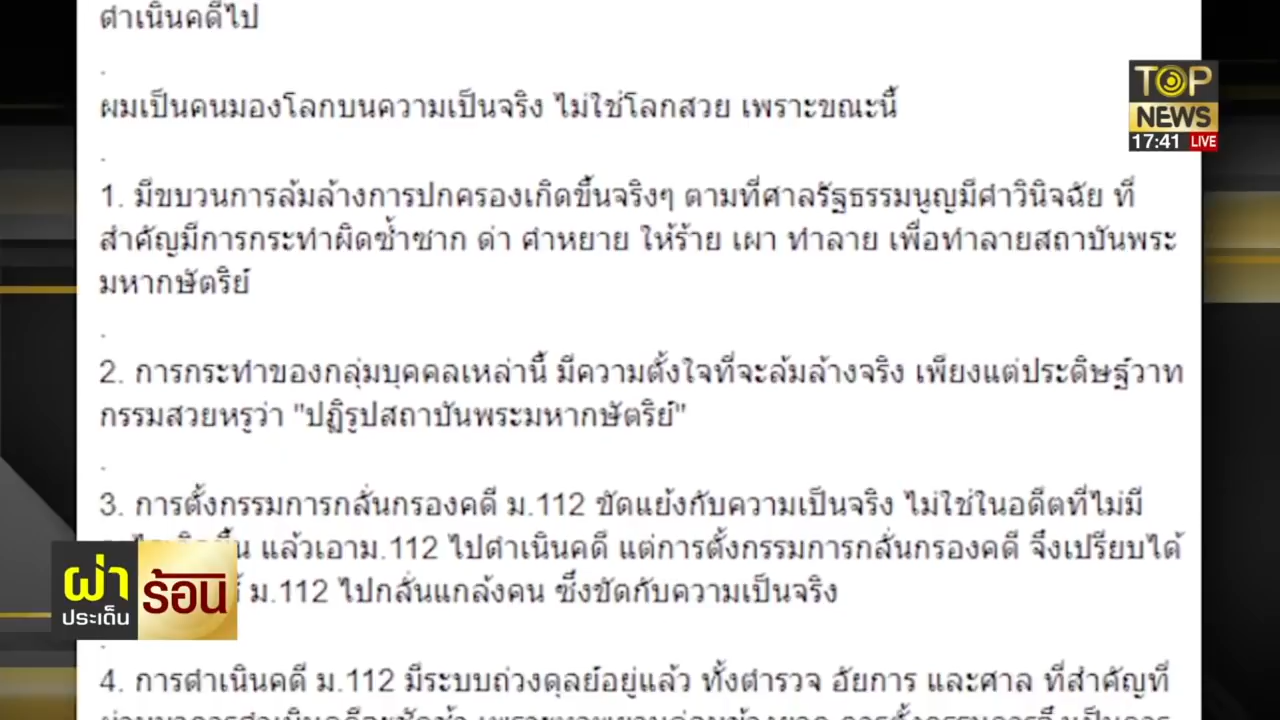 ดำเนินคดีไป
.
ผมเป็นคนมองโลกบนความเป็นจริง ไม่ใช่โลกสวย เพราะขณะนี้
.
1. มีขบวนการล้มล้างการปกครองเกิดขึ้นจริงๆ ตามที่ศาลรัฐธรรมนูญมีคำวินิจฉัย ที่
สำคัญมีการกระทำผิดซ้ำซาก ด่า คำหยาย ให้ร้าย เผา ทำลาย เพื่อทำลายสถาบันพระ
มหากษัตริย์
.
2. การกระทำของกลุ่มบุคคลเหล่านี้ มีความตั้งใจที่จะล้มล้างจริง เพียงแต่ประดิษฐ์วาท
กรรมสวยหรูว่า "ปฏิรูปสถาบันพระมหากษัตริย์"
.
3. การตั้งกรรมการกลั่นกรองคดี ม.112 ขัดแย้งกับความเป็นจริง ไม่ใช่ในอดีตที่ไม่มี
แล้วเอาม.112 ไปดำเนินคดี แต่การตั้งกรรมการกลั่นกรองคดี จึงเปรียบได้
ม.112 ไปกลั่นแกล้งคน ซึ่งขัดกับความเป็นจริง
.
4. การดำเนินคดี ม.112 มีระบบถ่วงดุลย์อยู่แล้ว ทั้งตำรวจ อัยการ และศาล ที่สำคัญที่
TOP
NEWS
17:41 LIVE
ผ่า
ประเด็น
ร้อน